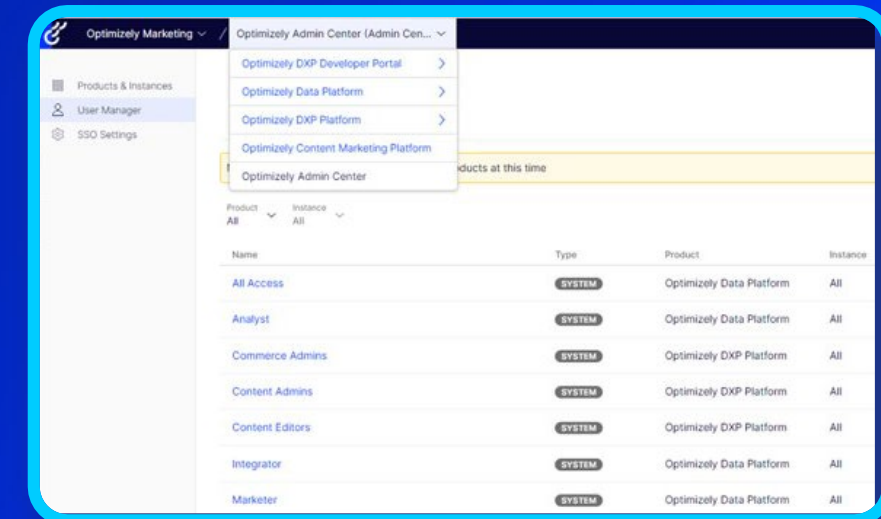 Optimizely Marketing / Optimizely Admin Center (Admin Cen...
Optimizely DXP Developer Portal
Optimizely Data Platform
Optimizely DXP Platform
Optimizely Content Marketing Platform
Optimizely Admin Center
Products & Instances
User Manager
SSO Settings
oducts at this time
Product Instance
All All
Name Type Product Instance
All Access SYSTEM Optimizely Data Platform All
Analyst SYSTEM Optimizely Data Platform All
Commerce Admins SYSTEM Optimizely DXP Platform All
Content Admins SYSTEM Optimizely DXP Platform All
Content Editors SYSTEM Optimizely DXP Platform All
Integrator SYSTEM Optimizely Data Platform All
Marketer SYSTEM Optimizely Data Platform All